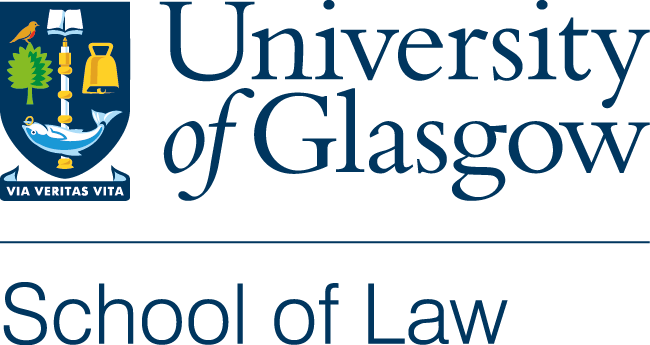 University
of Glasgow
VIA VERITAS VITA
School of Law